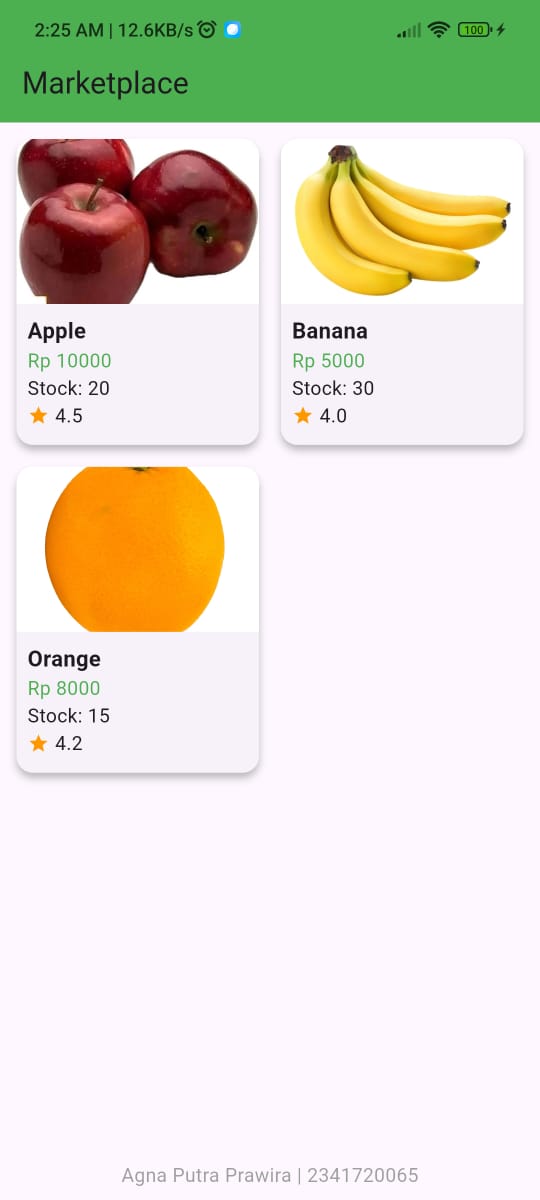 2:25 AM | 12.6KB/s
100
Marketplace
Apple
Rp 10000
Stock: 20
4.5
Banana
Rp 5000
Stock: 30
4.0
Orange
Rp 8000
Stock: 15
4.2
Agna Putra Prawira | 2341720065